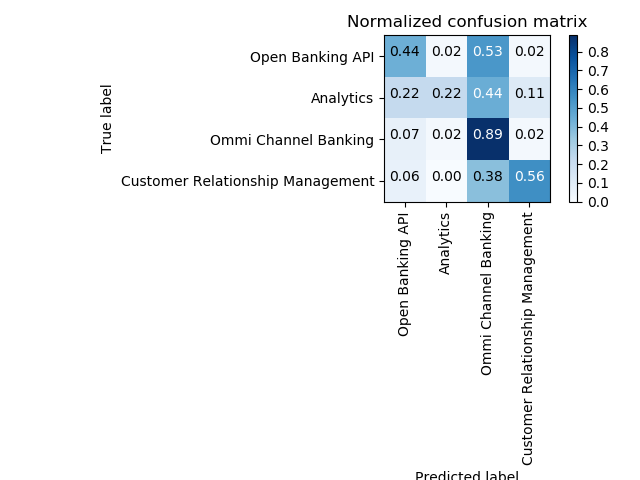 Normalized confusion matrix
True label
Open Banking API 0.44 0.02 0.53 0.02
Analytics 0.22 0.22 0.44 0.11
Ommi Channel Banking 0.07 0.02 0.89 0.02
Customer Relationship Management 0.06 0.00 0.38 0.56
0.8
0.7
0.6
0.5
0.4
0.3
0.2
0.1
0.0
Open Banking API
Analytics
Ommi Channel Banking
Customer Relationship Management
Predicted label